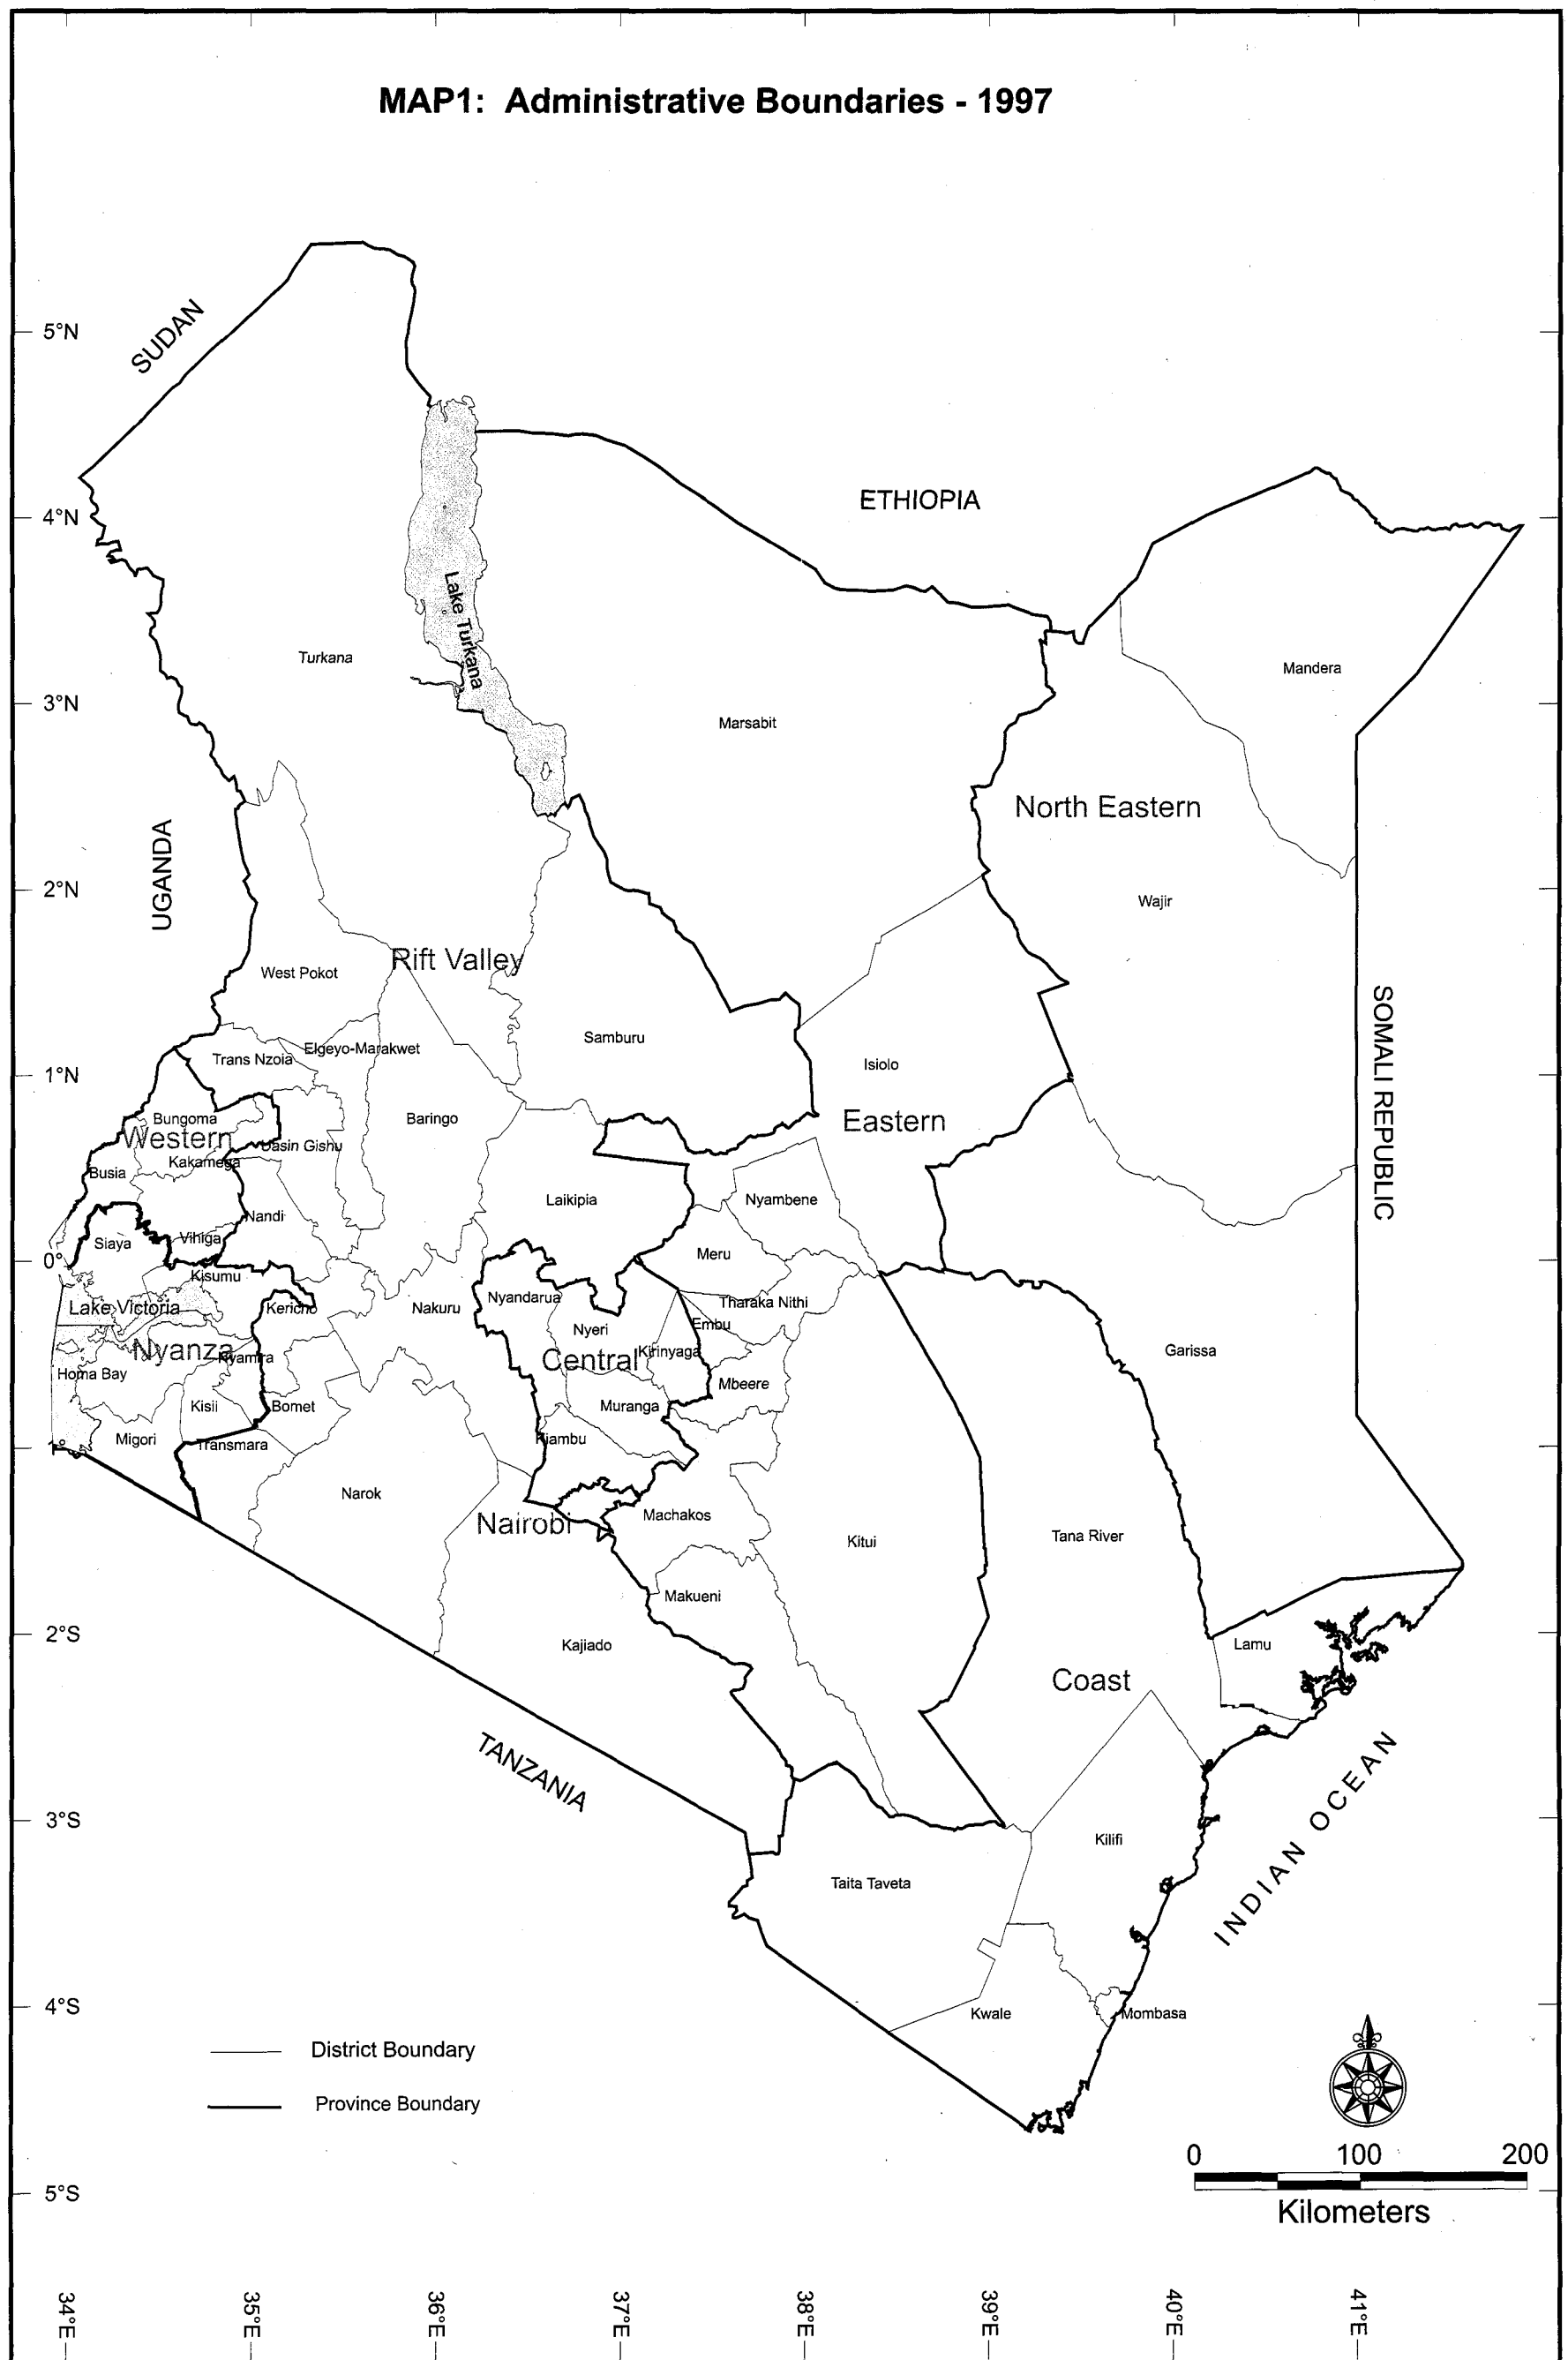 MAP1: Administrative Boundaries - 1997
SUDAN
5°N
ETHIOPIA
4°N
Lake Turkana
Turkana
Mandera
3°N
Marsabit
North Eastern
UGANDA
2°N
Wajir
Rift Valley
West Pokot
SOMALI REPUBLIC
Samburu
Elgeyo-Marakwet
Trans Nzoia
Isiolo
1°N
Bungoma
Baringo
Eastern
Western
Uasin Gishu
Kakamega
Busia
Laikipia
Nyambene
Nandi
Vihiga
Siaya
Meru
0°
Kisumu
Nyandarua
Tharaka Nithi
Lake Victoria
Kericho
Nakuru
Embu
Nyeri
Nyanza
Kirinyaga
Garissa
Nyamira
Central
Homa Bay
Mbeere
Kisii
Bomet
Muranga
Migori
Transmara
Kiambu
1°
Narok
Machakos
Nairobi
Tana River
Kitui
Makueni
2°S
Kajiado
Lamu
Coast
TANZANIA
INDIAN OCEAN
3°S
Kilifi
Taita Taveta
4°S
Kwale
Mombasa
District Boundary
Province Boundary
0 100 200
Kilometers
5°S
34°E 35°E 36°E 37°E 38°E 39°E 40°E 41°E